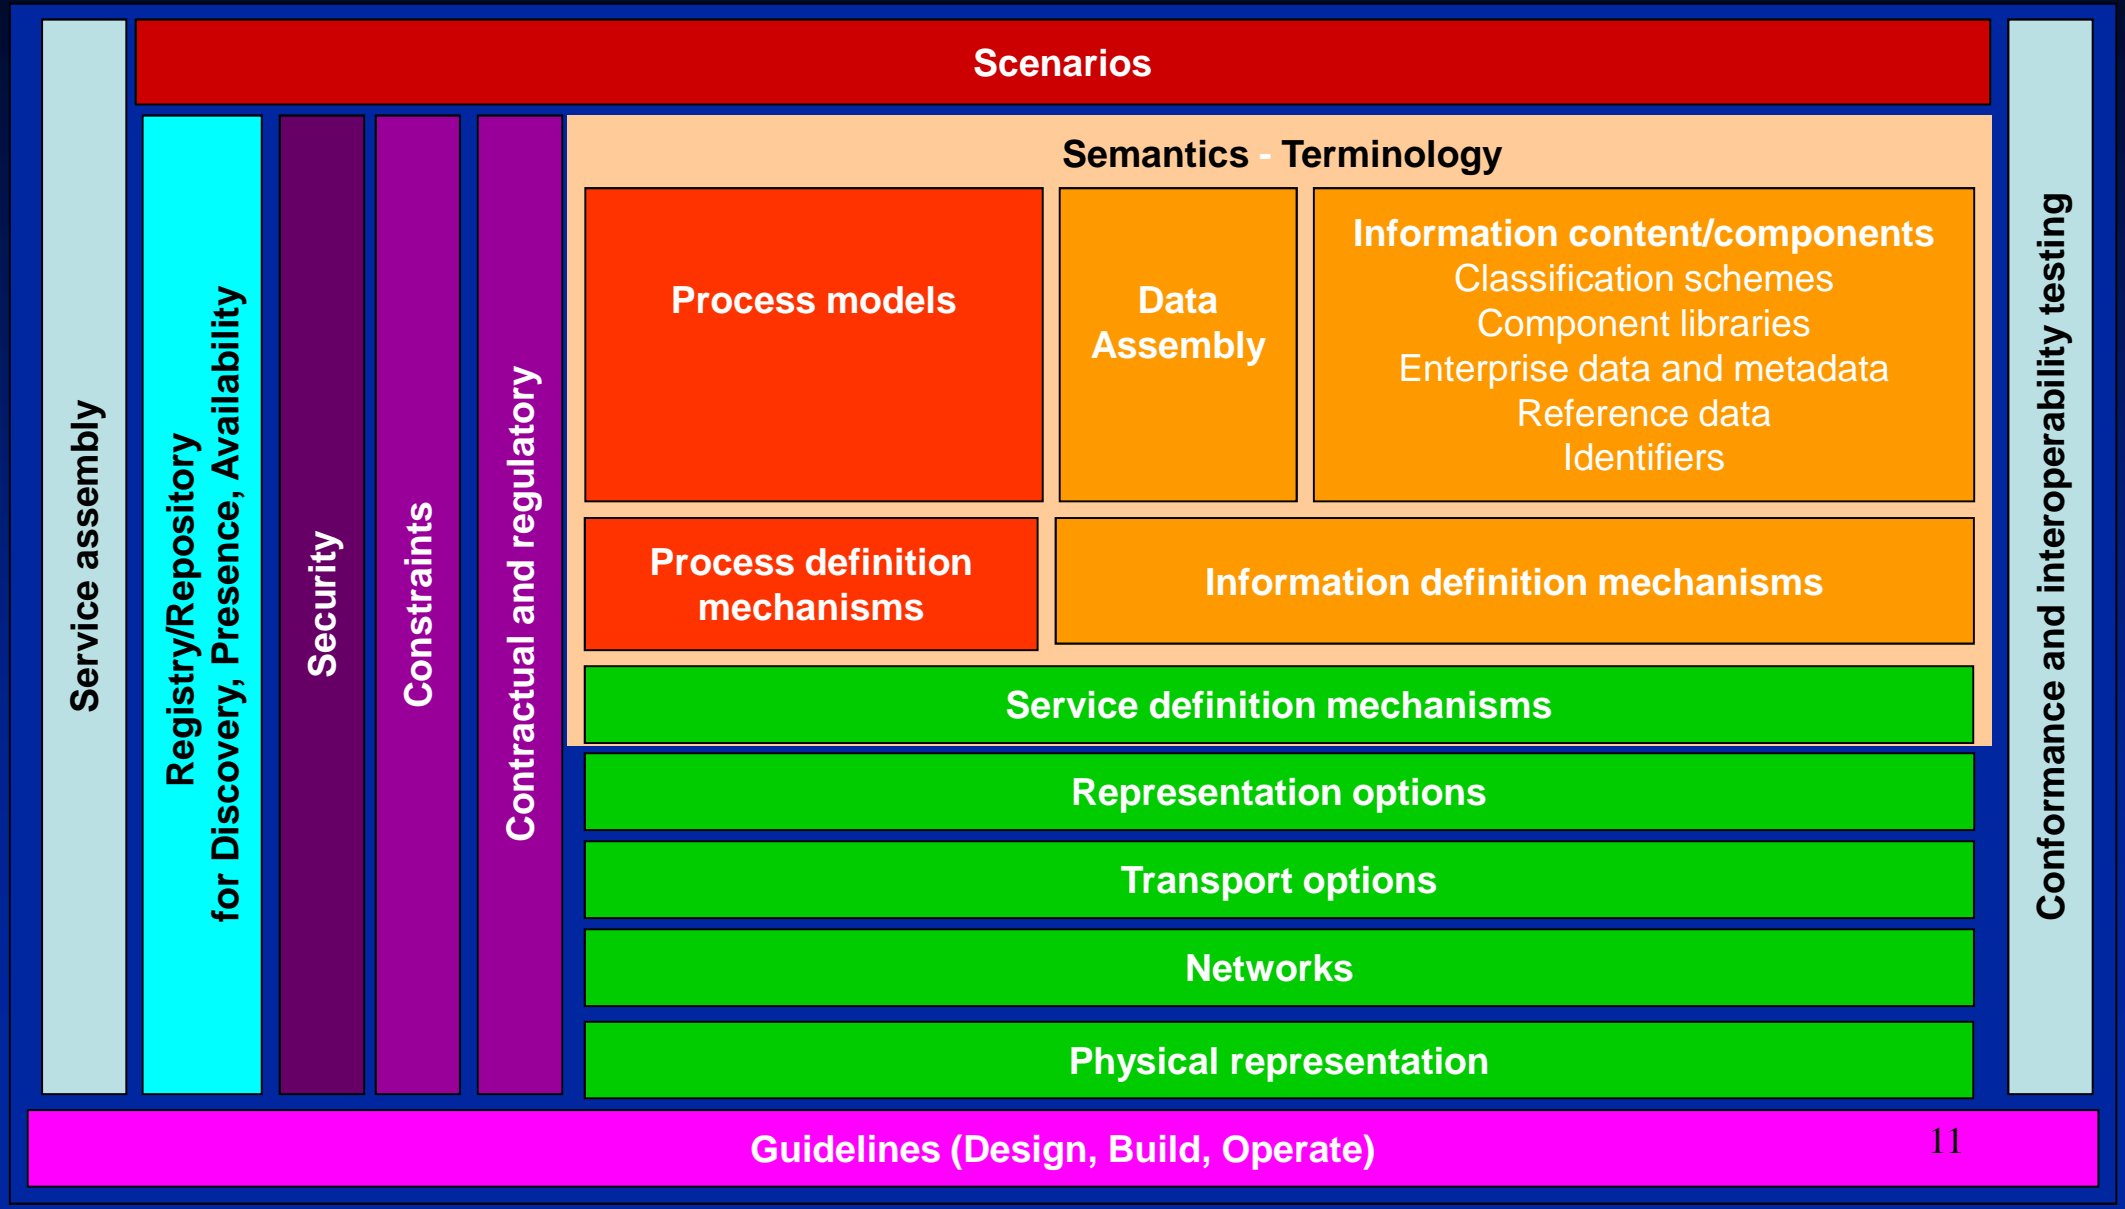 Scenarios
Service assembly
Registry/Repository
for Discovery, Presence, Availability
Security
Constraints
Contractual and regulatory
Semantics - Terminology
Process models
Data
Assembly
Information content/components
Classification schemes
Component libraries
Enterprise data and metadata
Reference data
Identifiers
Process definition
mechanisms
Information definition mechanisms
Service definition mechanisms
Representation options
Transport options
Networks
Physical representation
Conformance and interoperability testing
Guidelines (Design, Build, Operate)
11